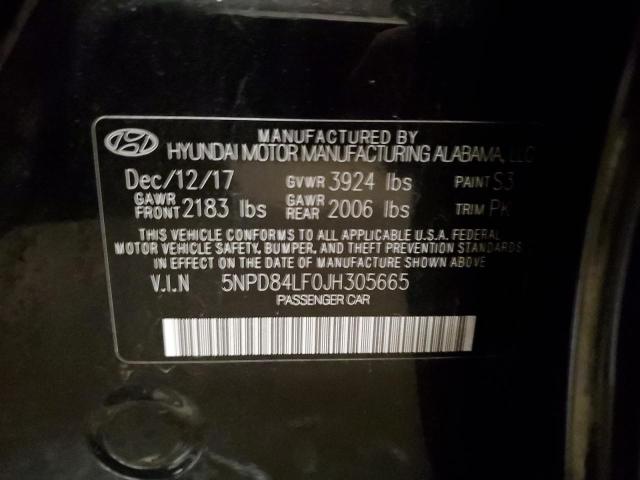 MANUFACTURED BY
HYUNDAI MOTOR MANUFACTURING ALABAMA, LLC
Dec/12/17 GVWR 3924 lbs PAINT S3
GAWR FRONT 2183 lbs GAWR REAR 2006 lbs TRIM PK
THIS VEHICLE CONFORMS TO ALL APPLICABLE U.S.A. FEDERAL
MOTOR VEHICLE SAFETY, BUMPER, AND THEFT PREVENTION STANDARDS
IN EFFECT ON THE DATE OF MANUFACTURE SHOWN ABOVE
V.I.N 5NPD84LF0JH305665
PASSENGER CAR